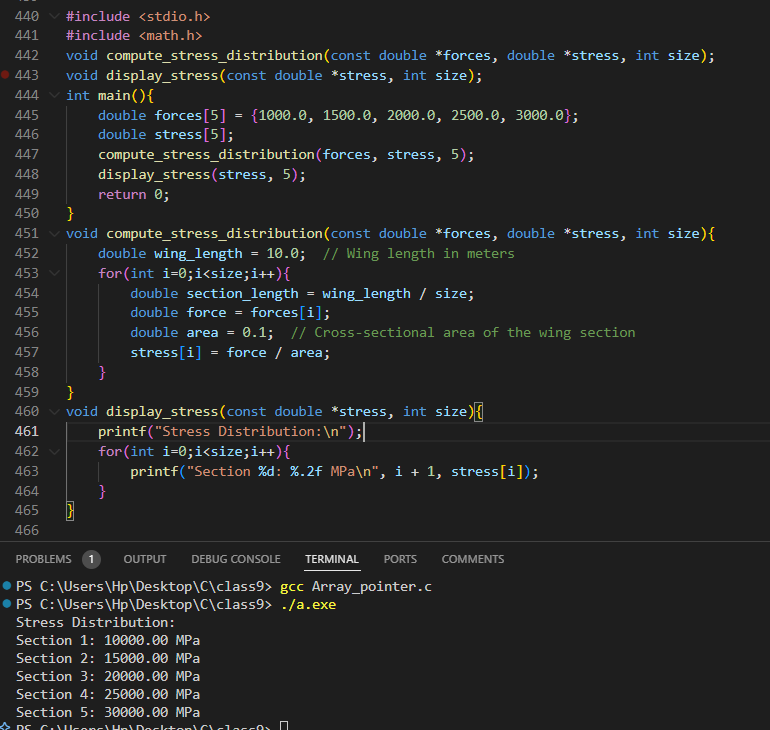 440 #include <stdio.h>
441 #include <math.h>
442 void compute_stress_distribution(const double *forces, double *stress, int size);
443 void display_stress(const double *stress, int size);
444 int main(){
445 double forces[5] = {1000.0, 1500.0, 2000.0, 2500.0, 3000.0};
446 double stress[5];
447 compute_stress_distribution(forces, stress, 5);
448 display_stress(stress, 5);
449 return 0;
450 }
451 void compute_stress_distribution(const double *forces, double *stress, int size){
452 double wing_length = 10.0;  // Wing length in meters
453 for(int i=0;i<size;i++){
454 double section_length = wing_length / size;
455 double force = forces[i];
456 double area = 0.1;  // Cross-sectional area of the wing section
457 stress[i] = force / area;
458 }
459 }
460 void display_stress(const double *stress, int size){
461 printf("Stress Distribution:\n");
462 for(int i=0;i<size;i++){
463 printf("Section %d: %.2f MPa\n", i + 1, stress[i]);
464 }
465 }
466
PROBLEMS 1 OUTPUT DEBUG CONSOLE TERMINAL PORTS COMMENTS
PS C:\Users\Hp\Desktop\C\class9> gcc Array_pointer.c
PS C:\Users\Hp\Desktop\C\class9> ./a.exe
Stress Distribution:
Section 1: 10000.00 MPa
Section 2: 15000.00 MPa
Section 3: 20000.00 MPa
Section 4: 25000.00 MPa
Section 5: 30000.00 MPa
PS C:\Users\Hp\Desktop\C\class9>